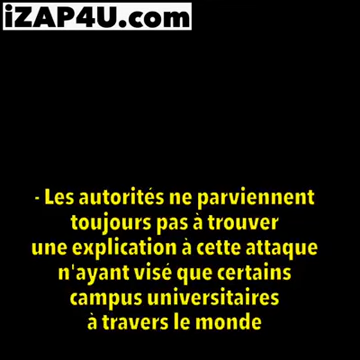 iZAP4U.com
- Les autorités ne parviennent
toujours pas à trouver
une explication à cette attaque
n'ayant visé que certains
campus universitaires
à travers le monde